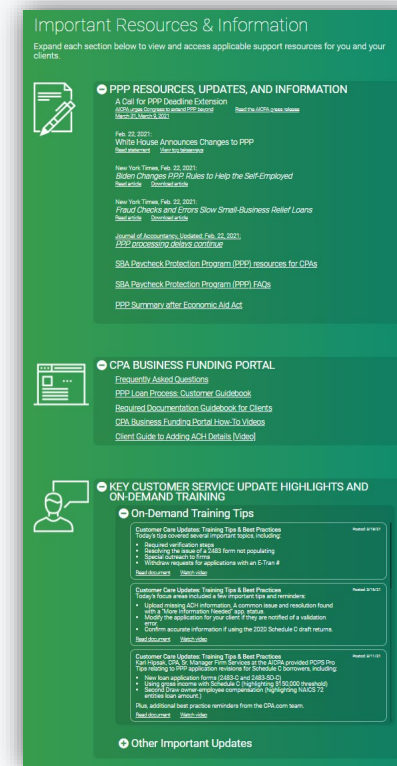 Important Resources & Information
Expand each section below to view and access applicable support resources for you and your
clients.
PPP RESOURCES, UPDATES, AND INFORMATION
A Call for PPP Deadline Extension
AICPA urges Congress to extend PPP beyond Read the AICPA press release
March 31, March 9, 2021
Feb. 22, 2021:
White House Announces Changes to PPP
Read statement View top takeaways
New York Times, Feb. 22, 2021:
Biden Changes P.P.P. Rules to Help the Self-Employed
Read article Download article
New York Times, Feb. 22, 2021:
Fraud Checks and Errors Slow Small-Business Relief Loans
Read article Download article
Journal of Accountancy, Updated: Feb. 22, 2021:
PPP processing delays continue
SBA Paycheck Protection Program (PPP) resources for CPAs
SBA Paycheck Protection Program (PPP) FAQs
PPP Summary after Economic Aid Act
CPA BUSINESS FUNDING PORTAL
Frequently Asked Questions
PPP Loan Process: Customer Guidebook
Required Documentation Guidebook for Clients
CPA Business Funding Portal How-To Videos
Client Guide to Adding ACH Details [Video]
KEY CUSTOMER SERVICE UPDATE HIGHLIGHTS AND
ON-DEMAND TRAINING
On-Demand Training Tips
Customer Care Updates: Training Tips & Best Practices Posted: 3/18/21
Today's tips covered several important topics, including:
• Required verification steps
• Resolving the issue of a 2483 form not populating
• Special outreach to firms
• Withdraw requests for applications with an E-Tran #
Read document Watch video
Customer Care Updates: Training Tips & Best Practices Posted: 3/16/21
Today's focus areas included a few important tips and reminders:
• Upload missing ACH information. A common issue and resolution found
with a "More Information Needed" app. status.
• Modify the application for your client if they are notified of a validation
error.
• Confirm accurate information if using the 2020 Schedule C draft returns.
Read document Watch video
Customer Care Updates: Training Tips & Best Practices Posted: 3/11/21
Kari Hipsak, CPA, Sr. Manager Firm Services at the AICPA provided PCPS Pro
Tips relating to PPP application revisions for Schedule C borrowers, including:
• New loan application forms (2483-C and 2483-SD-C)
• Using gross income with Schedule C (highlighting $150,000 threshold)
• Second Draw owner-employee compensation (highlighting NAICS 72
entities loan amount.)
Plus, additional best practice reminders from the CPA.com team.
Read document Watch video
Other Important Updates